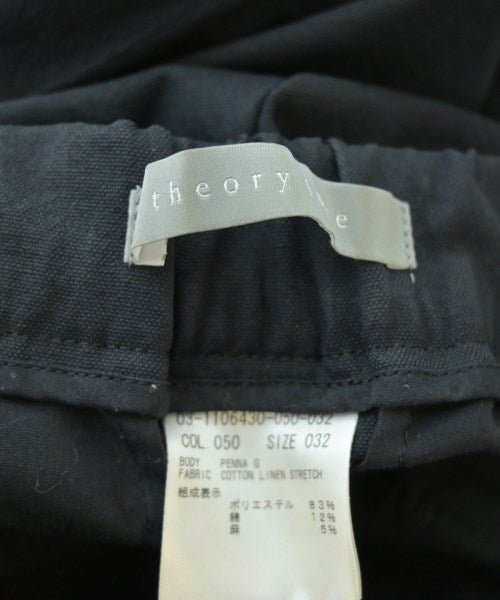 theory
e
03-1106430-050-032
COL.050 SIZE 032
BODY PENNA G
FABRIC COTTON LINEN STRETCH
組成表示
ポリエステル 83%
綿 12%
麻 5%